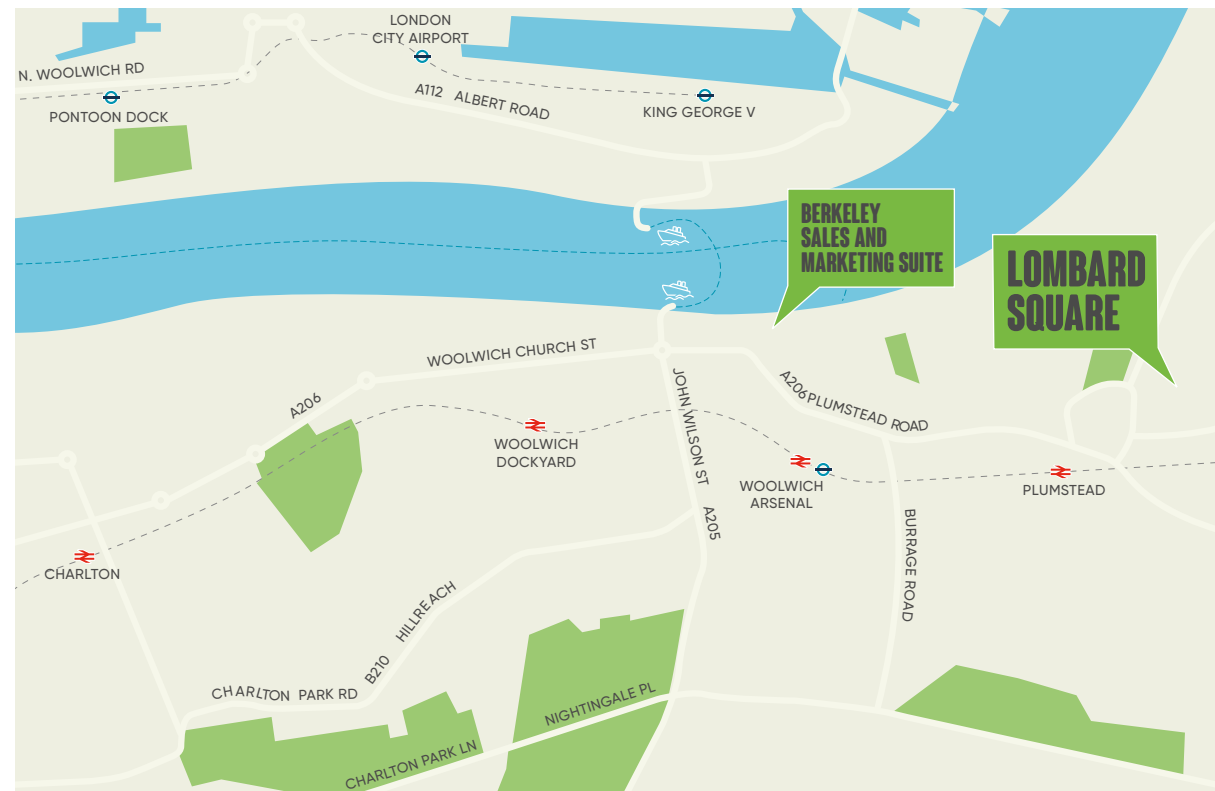 LONDON
CITY AIRPORT
N. WOOLWICH RD
PONTOON DOCK
A112 ALBERT ROAD
KING GEORGE V
BERKELEY
SALES AND
MARKETING SUITE
LOMBARD
SQUARE
WOOLWICH CHURCH ST
A206
A206 PLUMSTEAD ROAD
JOHN WILSON ST A205
WOOLWICH
DOCKYARD
WOOLWICH
ARSENAL
PLUMSTEAD
CHARLTON
BURRAGE ROAD
B210 HILLREACH
CHARLTON PARK RD
NIGHTINGALE PL
CHARLTON PARK LN